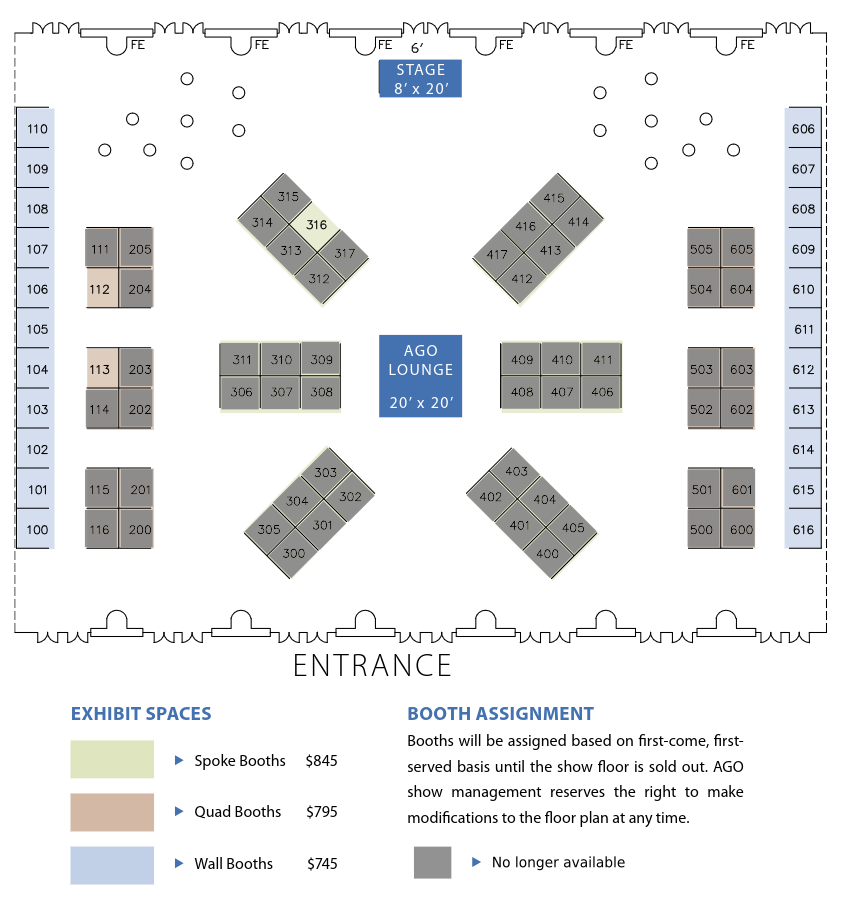 FE FE FE FE FE FE
6′
STAGE
8′ x 20′
110 606
109 607
315 415
108 608
314 316 416 414
107 111 205 313 317 417 413 505 605 609
312 412
106 112 204 504 604 610
105 611
AGO
311 310 309 409 410 411
LOUNGE
104 113 203 503 603 612
306 307 308 408 407 406
20′ x 20′
103 114 202 502 602 613
102 614
303 403
101 115 201 304 302 402 404 501 601 615
305 301 401 405
100 116 200 500 600 616
300 400
ENTRANCE
EXHIBIT SPACES
Spoke Booths $845
Quad Booths $795
Wall Booths $745
BOOTH ASSIGNMENT
Booths will be assigned based on first-come, first-
served basis until the show floor is sold out. AGO
show management reserves the right to make
modifications to the floor plan at any time.
No longer available